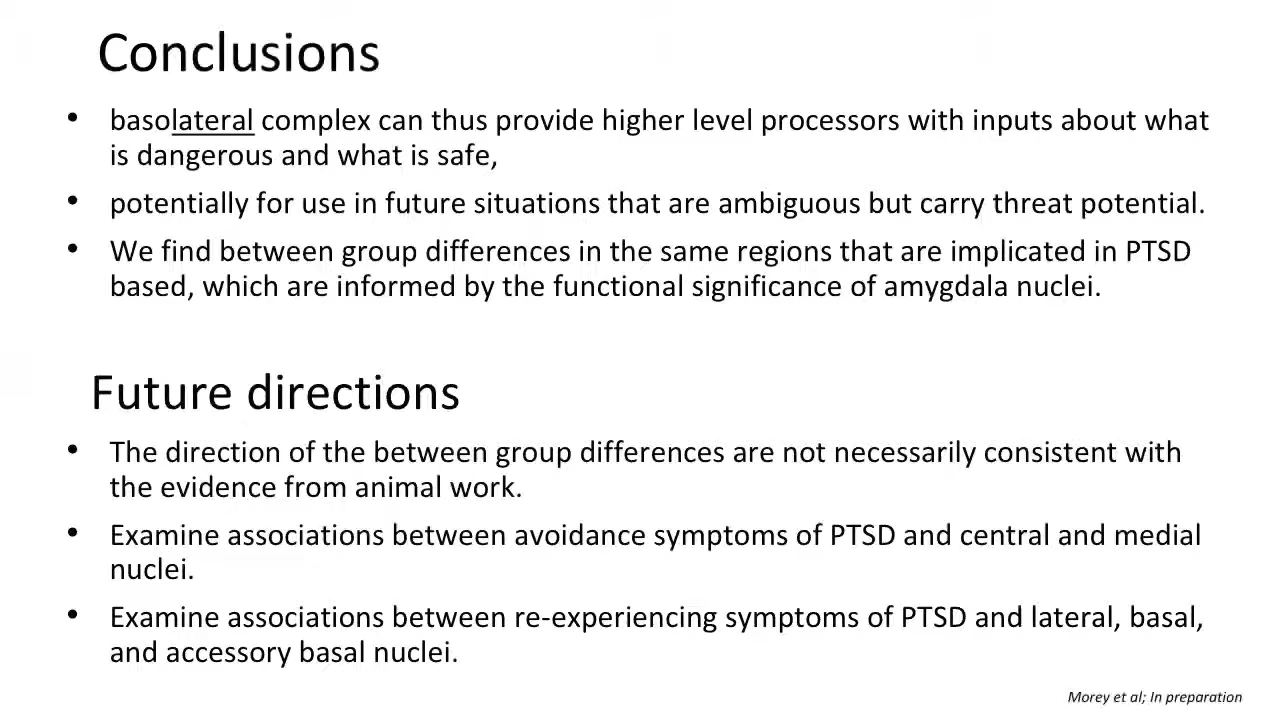 Conclusions
• basolateral complex can thus provide higher level processors with inputs about what
is dangerous and what is safe,
• potentially for use in future situations that are ambiguous but carry threat potential.
• We find between group differences in the same regions that are implicated in PTSD
based, which are informed by the functional significance of amygdala nuclei.
Future directions
• The direction of the between group differences are not necessarily consistent with
the evidence from animal work.
• Examine associations between avoidance symptoms of PTSD and central and medial
nuclei.
• Examine associations between re-experiencing symptoms of PTSD and lateral, basal,
and accessory basal nuclei.
Morey et al; In preparation